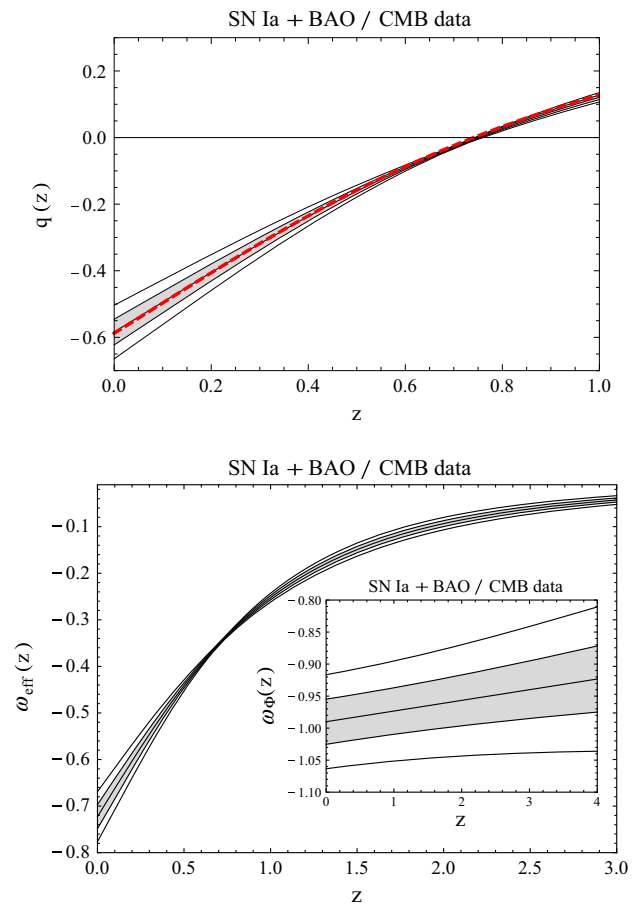 SN Ia + BAO / CMB data
0.2
0.0
−0.2
−0.4
−0.6
q (z)
0.0 0.2 0.4 0.6 0.8 1.0
z
SN Ia + BAO / CMB data
−0.1
−0.2
−0.3
−0.4
−0.5
−0.6
−0.7
−0.8
ω_eff (z)
0.0 0.5 1.0 1.5 2.0 2.5 3.0
z
SN Ia + BAO / CMB data
−0.80
−0.85
−0.90
−0.95
−1.00
−1.05
−1.10
ω_Φ(z)
0 1 2 3 4
z